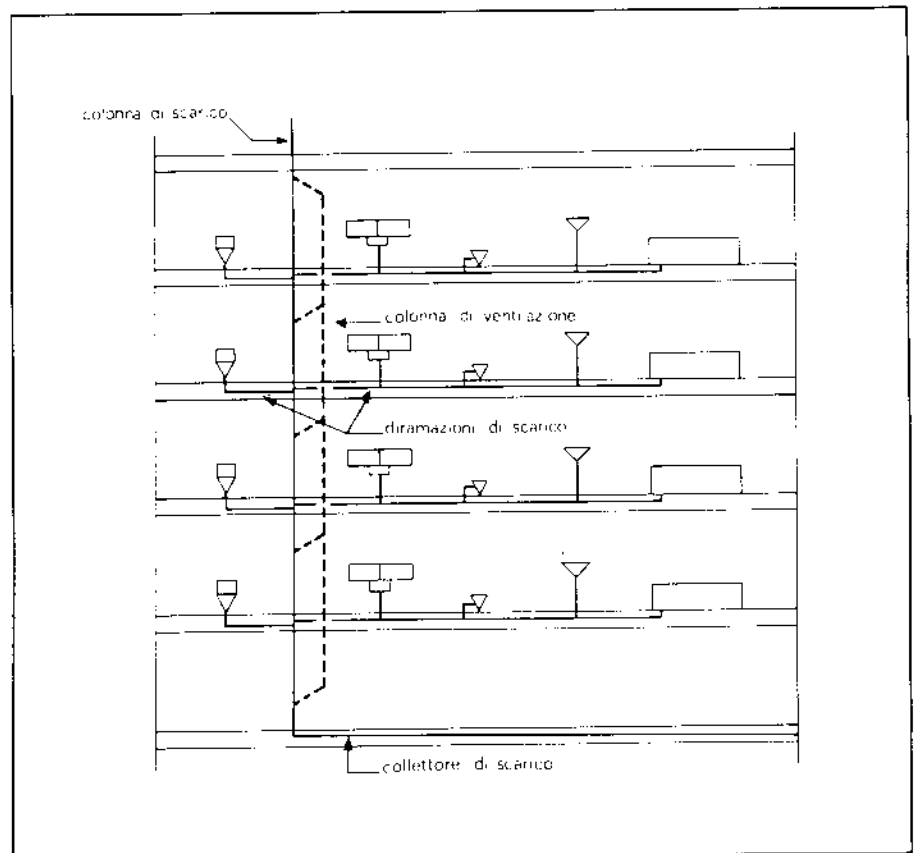 colonna di scarico
colonna di ventilazione
diramazioni di scarico
collettore di scarico